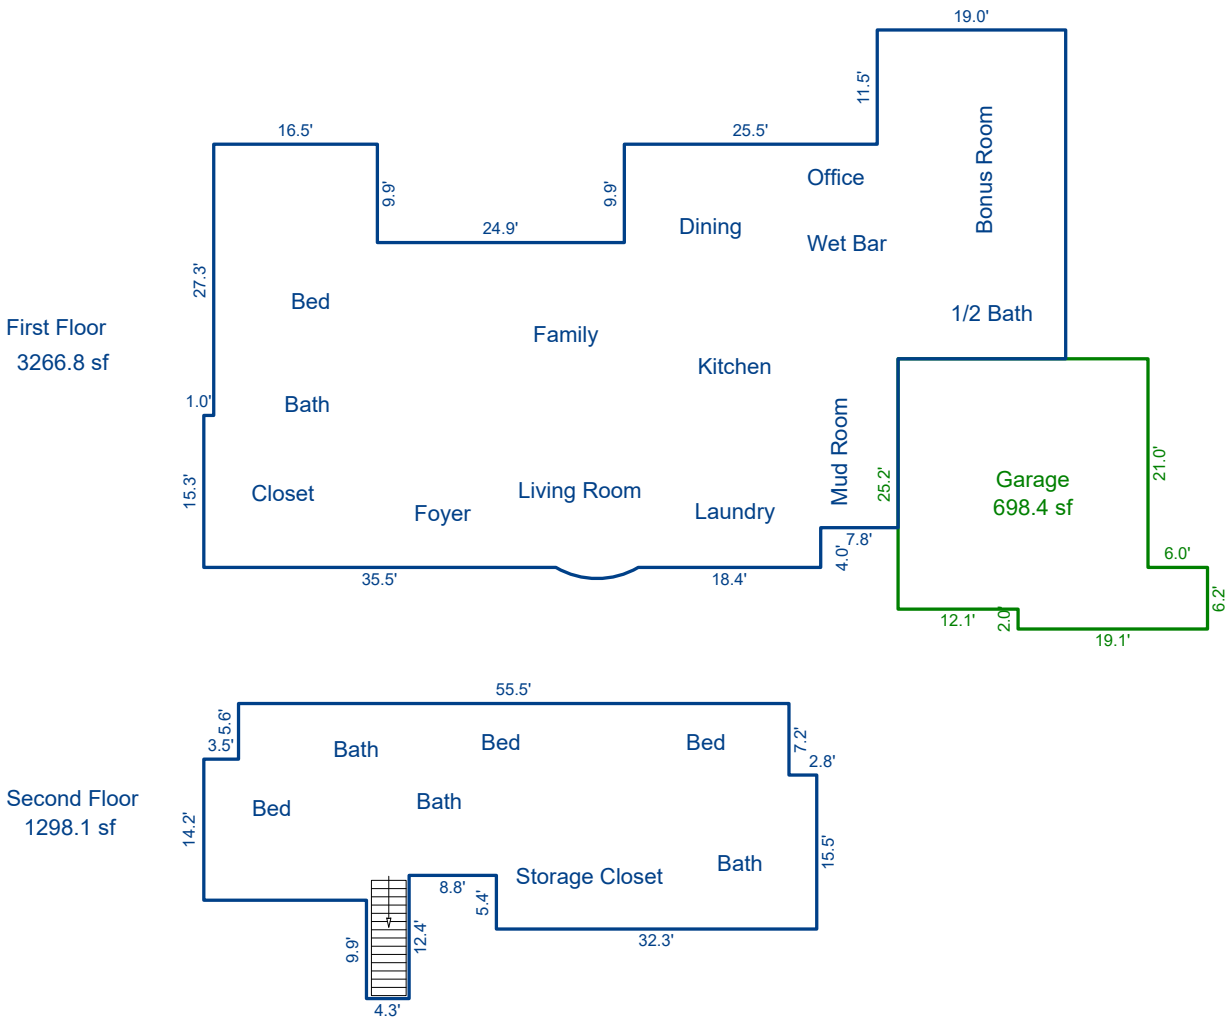 19.0'
11.5'
16.5'
25.5'
9.9'
9.9'
24.9'
Office
Bonus Room
Dining
Wet Bar
27.3'
Bed
1/2 Bath
First Floor
3266.8 sf
Family
Kitchen
1.0'
Bath
Mud Room
15.3'
Closet
Living Room
Foyer
Laundry
25.2'
Garage
698.4 sf
21.0'
35.5'
18.4'
4.0'
7.8'
6.0'
6.2'
12.1'
2.0'
19.1'
55.5'
5.6'
3.5'
Bath
Bed
Bed
7.2'
2.8'
Second Floor
1298.1 sf
14.2'
Bed
Bath
15.5'
Storage Closet
Bath
8.8'
5.4'
9.9'
12.4'
32.3'
4.3'